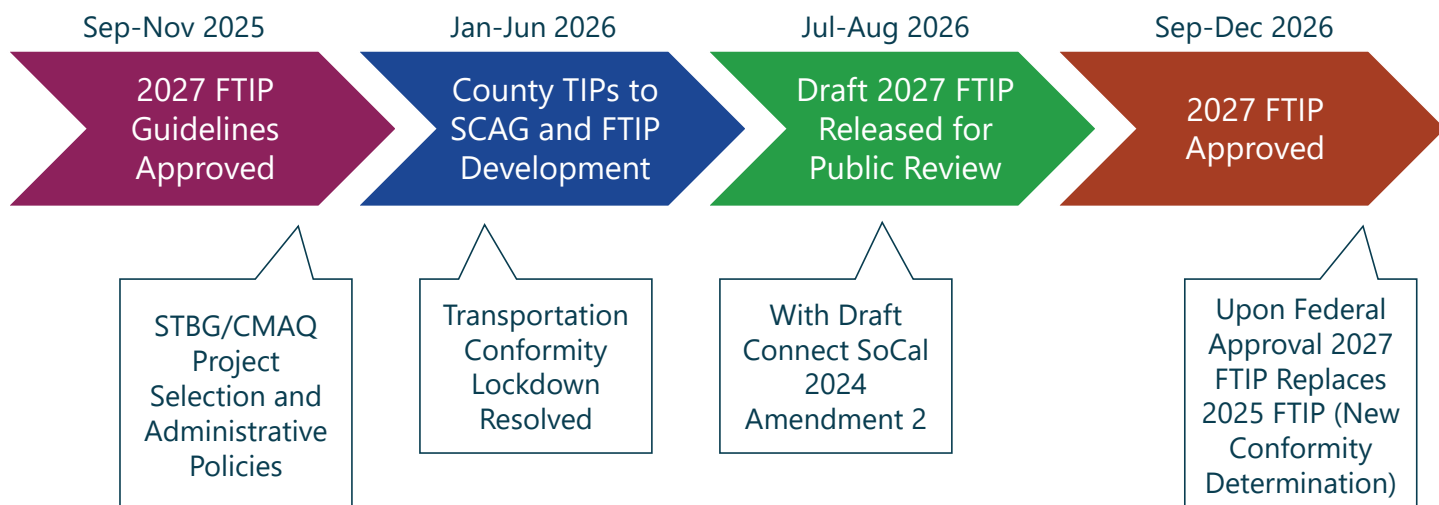 Sep-Nov 2025
Jan-Jun 2026
Jul-Aug 2026
Sep-Dec 2026
2027 FTIP
Guidelines
Approved
County TIPs to
SCAG and FTIP
Development
Draft 2027 FTIP
Released for
Public Review
2027 FTIP
Approved
STBG/CMAQ
Project
Selection and
Administrative
Policies
Transportation
Conformity
Lockdown
Resolved
With Draft
Connect SoCal
2024
Amendment 2
Upon Federal
Approval 2027
FTIP Replaces
2025 FTIP (New
Conformity
Determination)